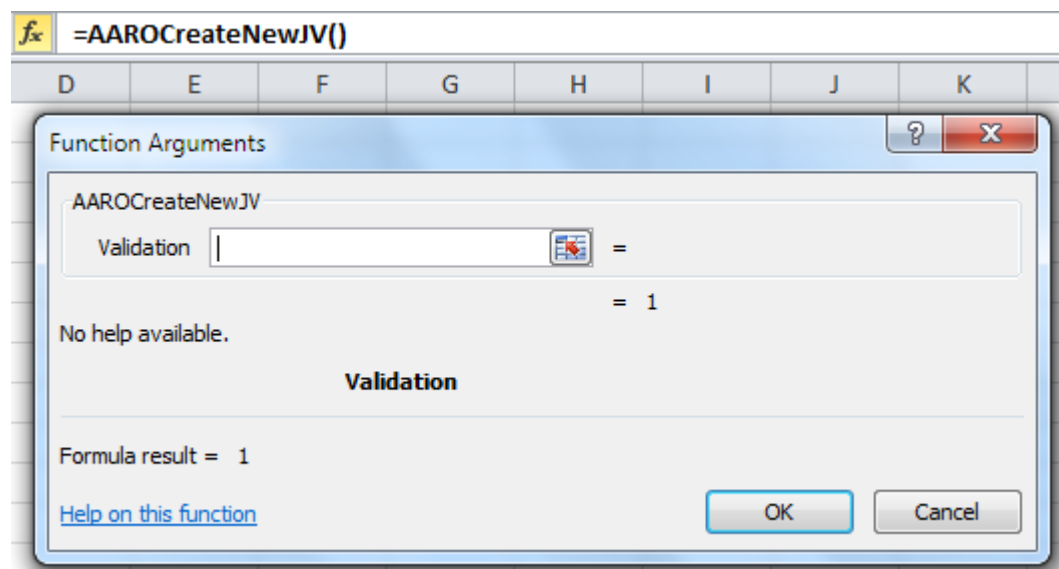 fx =AAROCreateNewJV()
D E F G H I J K
Function Arguments
AAROCreateNewJV
Validation =
= 1
No help available.
Validation
Formula result = 1
Help on this function OK Cancel